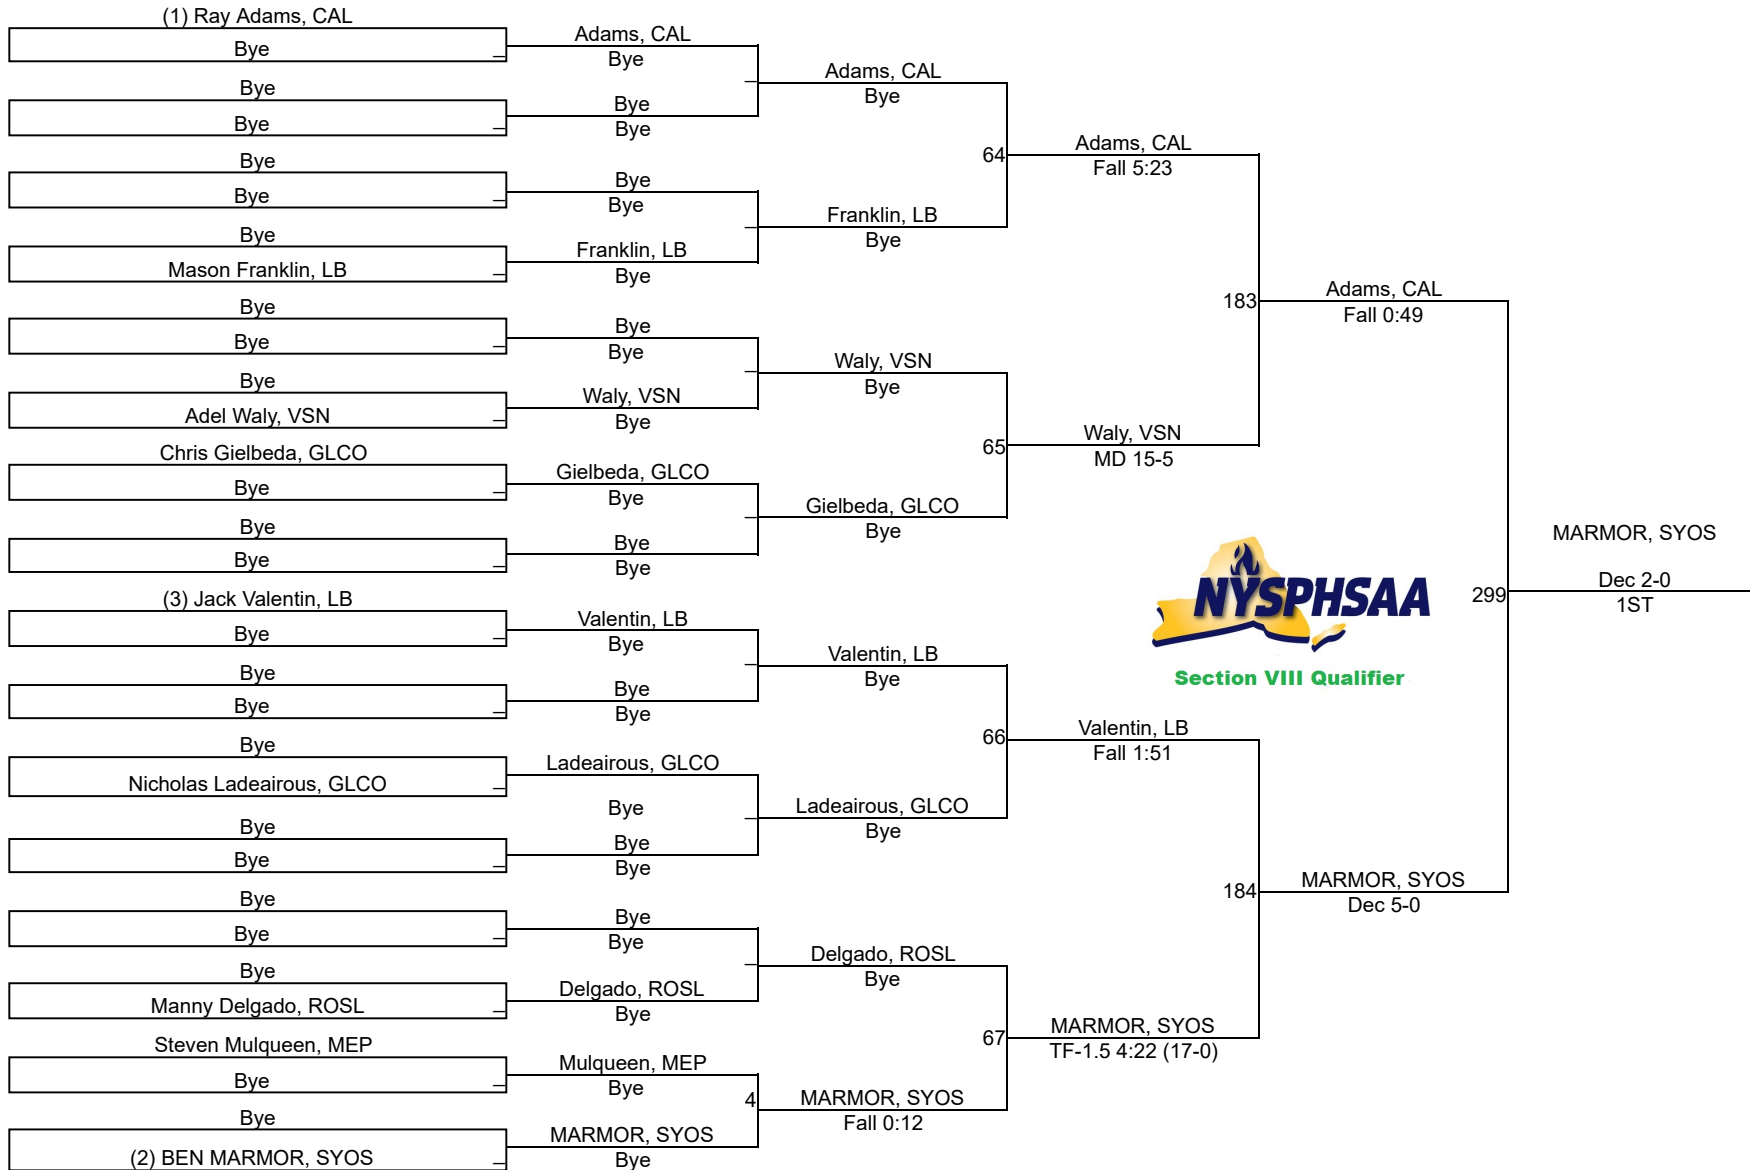 (1) Ray Adams, CAL
Bye
Bye
Bye
Bye
Bye
Bye
Mason Franklin, LB
Bye
Bye
Bye
Adel Waly, VSN
Chris Gielbeda, GLCO
Bye
Bye
Bye
(3) Jack Valentin, LB
Bye
Bye
Bye
Bye
Nicholas Ladeairous, GLCO
Bye
Bye
Bye
Bye
Bye
Manny Delgado, ROSL
Steven Mulqueen, MEP
Bye
Bye
(2) BEN MARMOR, SYOS
Adams, CAL
Bye
Bye
Bye
Bye
Bye
Franklin, LB
Bye
Bye
Bye
Waly, VSN
Bye
Gielbeda, GLCO
Bye
Bye
Bye
Valentin, LB
Bye
Bye
Bye
Ladeairous, GLCO
Bye
Bye
Bye
Bye
Bye
Delgado, ROSL
Bye
Mulqueen, MEP
Bye
4
MARMOR, SYOS
Bye
Adams, CAL
Bye
64
Franklin, LB
Bye
Waly, VSN
Bye
65
Gielbeda, GLCO
Bye
Valentin, LB
Bye
66
Ladeairous, GLCO
Bye
Delgado, ROSL
Bye
67
MARMOR, SYOS
Fall 0:12
Adams, CAL
Fall 5:23
183
Waly, VSN
MD 15-5
NYSPHSAA
Section VIII Qualifier
Valentin, LB
Fall 1:51
184
MARMOR, SYOS
TF-1.5 4:22 (17-0)
Adams, CAL
Fall 0:49
299
MARMOR, SYOS
Dec 5-0
MARMOR, SYOS
Dec 2-0
1ST